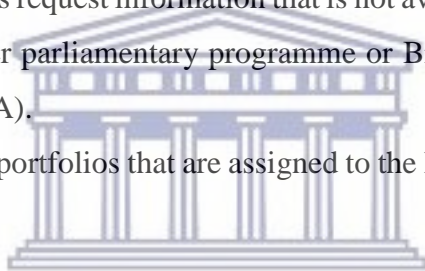 s request information that is not av
r parliamentary programme or B
A).
portfolios that are assigned to the